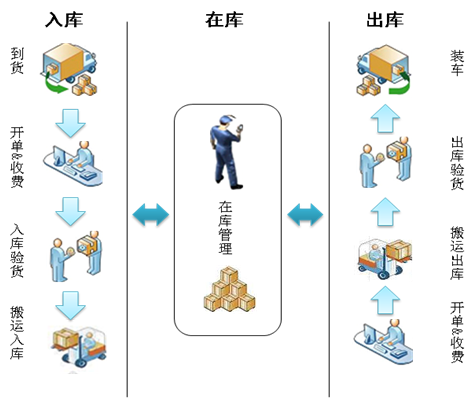 入库
在库
出库
到货
开单&收费
入库验货
搬运入库
在库管理
装车
出库验货
搬运出库
开单&收费